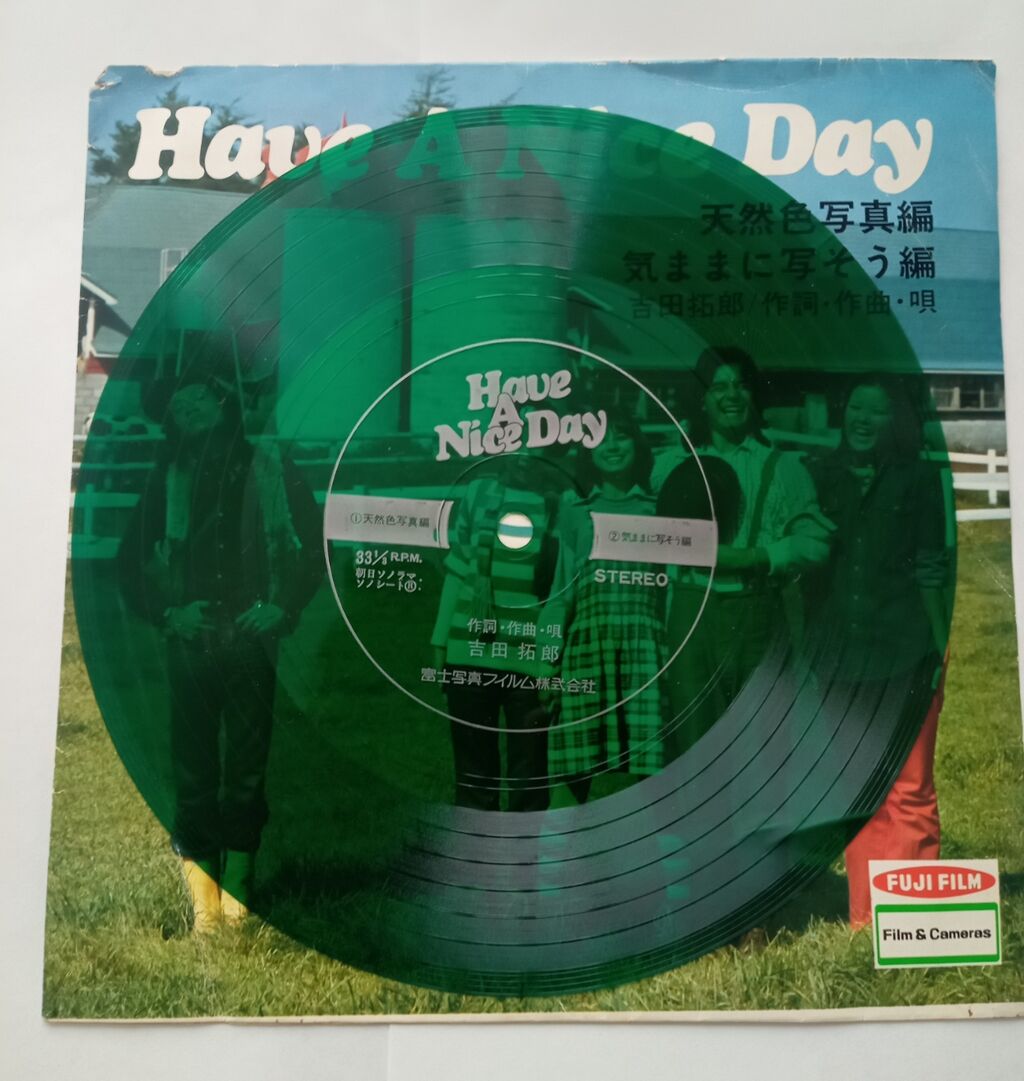 Have A Nice Day
天然色写真編
気ままに写そう編
吉田拓郎/作詞・作曲・唄
Have
A
Nice Day
①天然色写真編
②気ままに写そう編
33⅓ R.P.M.
朝日ソノラマ
ソノシートⓇ
STEREO
作詞・作曲・唄
吉田 拓郎
富士写真フイルム株式会社
FUJI FILM
Film & Cameras